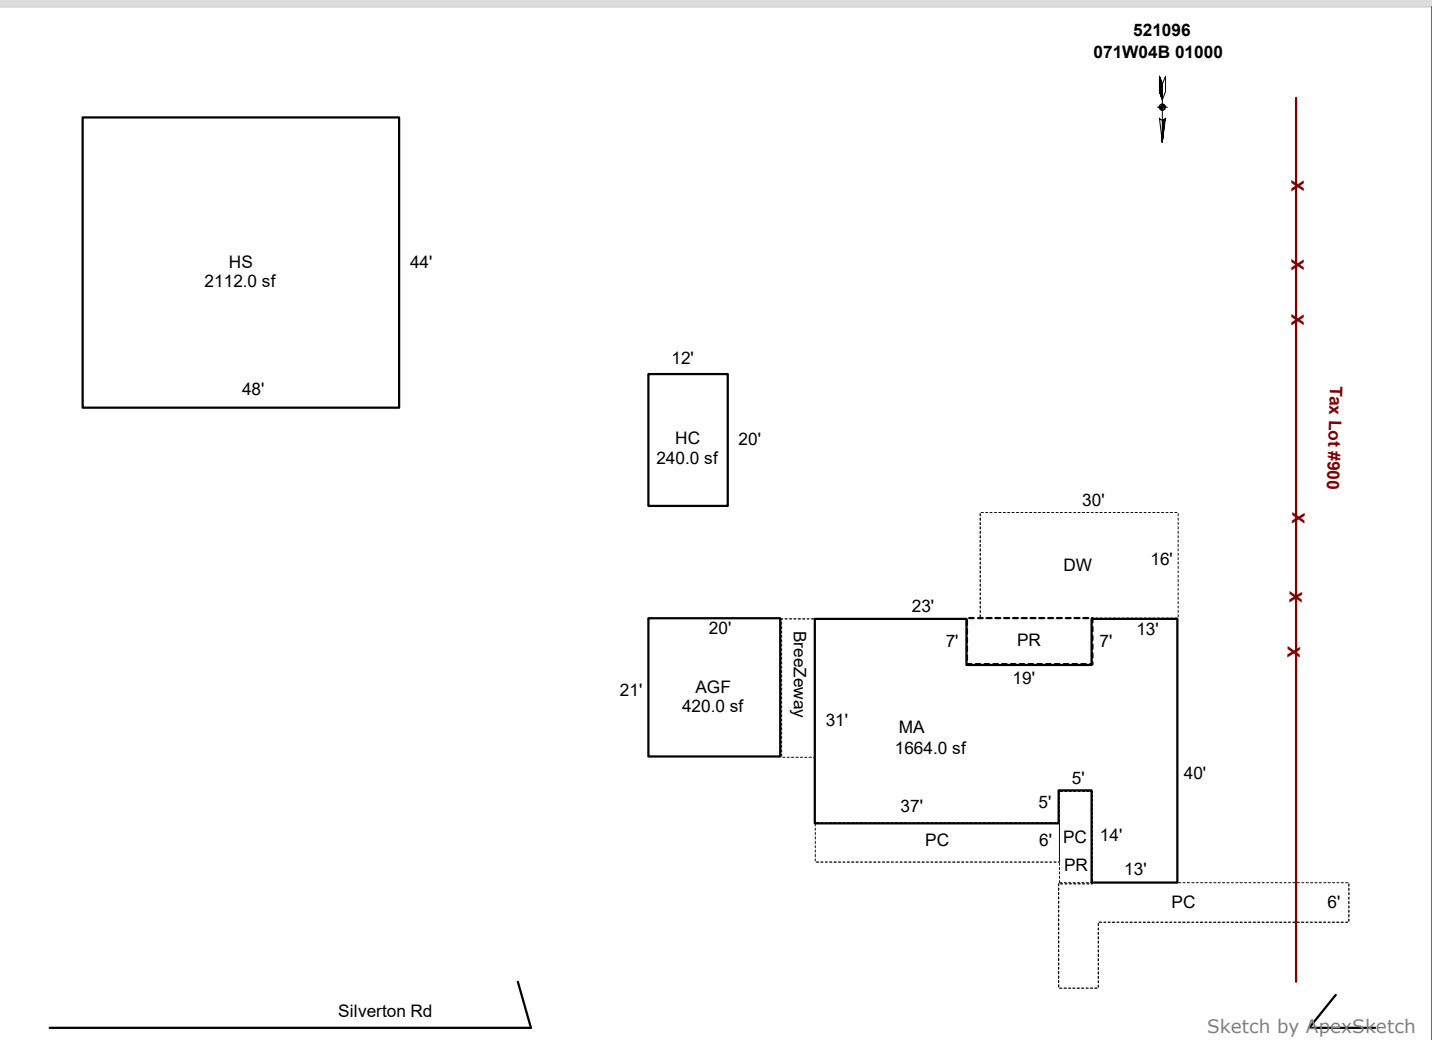 521096
071W04B 01000
HS
2112.0 sf
44'
48'
12'
HC
240.0 sf
20'
Tax Lot #900
30'
DW
16'
23'
20'
BreeZeway
7'
PR
7'
13'
19'
21'
AGF
420.0 sf
31'
MA
1664.0 sf
40'
5'
5'
37'
PC
6'
PC
14'
PR
13'
PC
6'
Silverton Rd
Sketch by ApexSketch